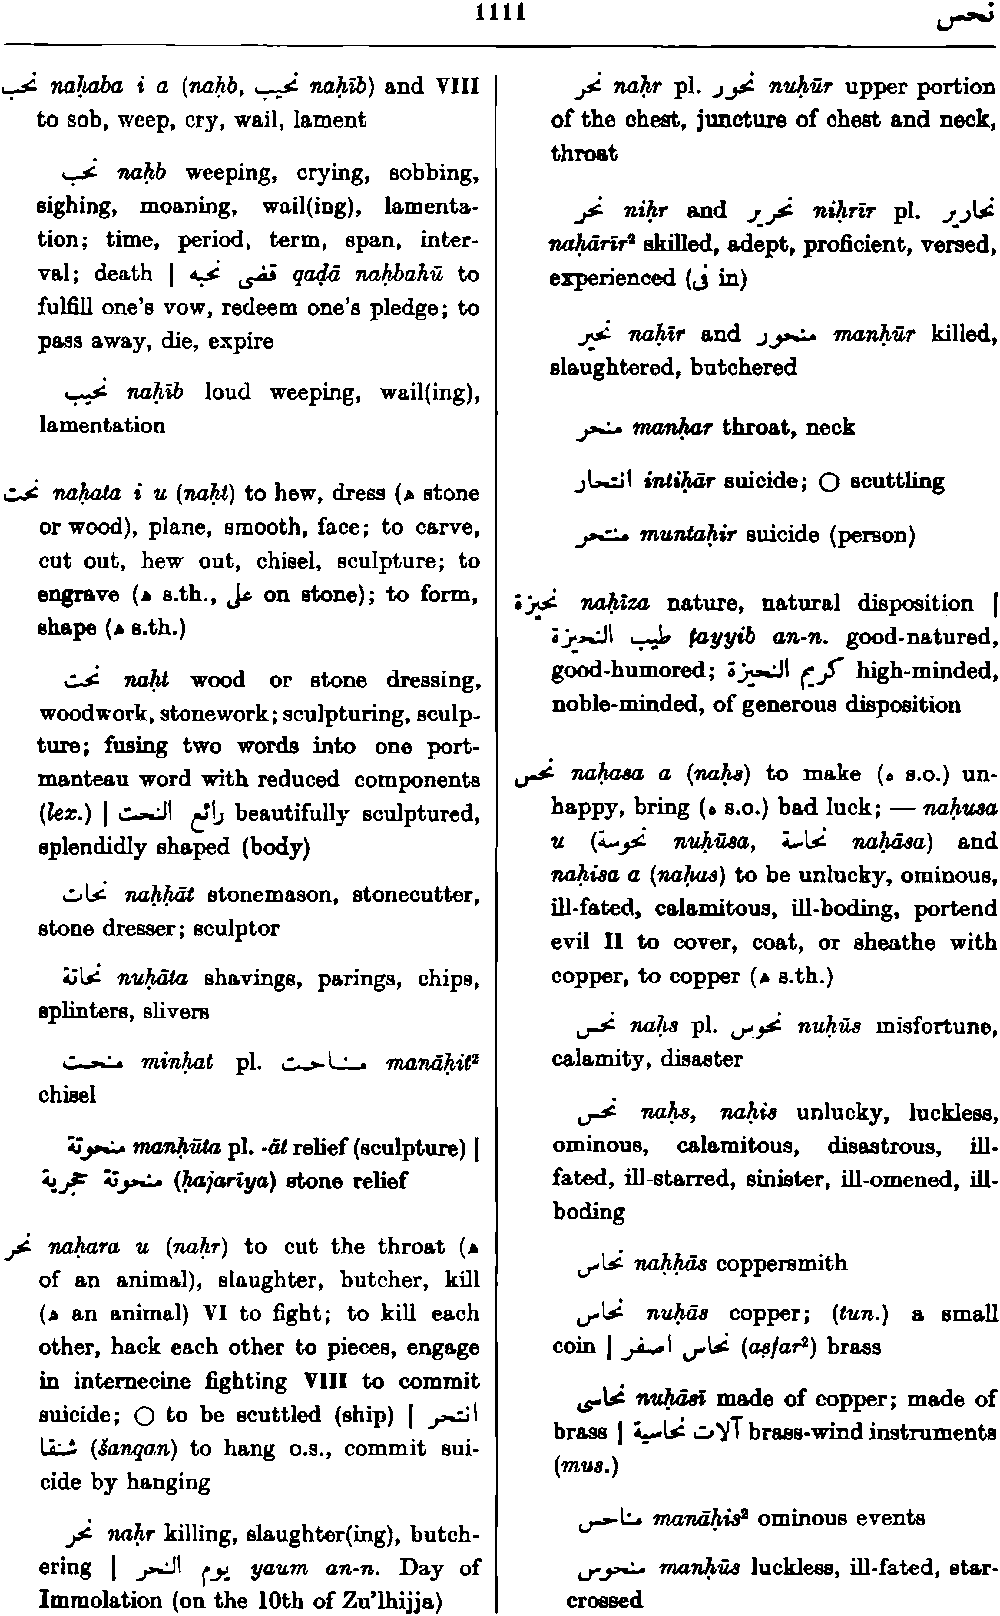 1111 نحس
نحب naḥaba i a (naḥb, نحيب naḥīb) and VIII
to sob, weep, cry, wail, lament
نحب naḥb weeping, crying, sobbing,
sighing, moaning, wail(ing), lamenta-
tion; time, period, term, span, inter-
val; death | قضى نحبه qaḍā naḥbahū to
fulfill one's vow, redeem one's pledge; to
pass away, die, expire
نحيب naḥīb loud weeping, wail(ing),
lamentation
نحت naḥata i u (naḥt) to hew, dress (ﻫ stone
or wood), plane, smooth, face; to carve,
cut out, hew out, chisel, sculpture; to
engrave (ﻫ s.th., على on stone); to form,
shape (ﻫ s.th.)
نحت naḥt wood or stone dressing,
woodwork, stonework; sculpturing, sculp-
ture; fusing two words into one port-
manteau word with reduced components
(lex.) | رائع النحت beautifully sculptured,
splendidly shaped (body)
نحات naḥḥāt stonemason, stonecutter,
stone dresser; sculptor
نحاتة nuḥāta shavings, parings, chips,
splinters, slivers
منحت minḥat pl. مناحت manāḥit²
chisel
منحوتة manḥūta pl. -āt relief (sculpture) |
منحوتة حجرية (ḥajarīya) stone relief
نحر naḥara u (naḥr) to cut the throat (ﻫ
of an animal), slaughter, butcher, kill
(ﻫ an animal) VI to fight; to kill each
other, hack each other to pieces, engage
in internecine fighting VIII to commit
suicide; ○ to be scuttled (ship) | انتحر
شنقا (šanqan) to hang o.s., commit sui-
cide by hanging
نحر naḥr killing, slaughter(ing), butch-
ering | يوم النحر yaum an-n. Day of
Immolation (on the 10th of Zu'lhijja)
نحر naḥr pl. نحور nuḥūr upper portion
of the chest, juncture of chest and neck,
throat
نحر niḥr and نحرير niḥrīr pl. نحارير
naḥārīr² skilled, adept, proficient, versed,
experienced (فى in)
نحير naḥīr and منحور manḥūr killed,
slaughtered, butchered
منحر manḥar throat, neck
انتحار intiḥār suicide; ○ scuttling
منتحر muntaḥir suicide (person)
نحيزة naḥīza nature, natural disposition |
طيب النحيزة ṭayyib an-n. good-natured,
good-humored; كريم النحيزة high-minded,
noble-minded, of generous disposition
نحس naḥasa a (naḥs) to make (ه s.o.) un-
happy, bring (ه s.o.) bad luck; — naḥusa
u (نحوسة nuḥūsa, نحاسة naḥāsa) and
naḥisa a (naḥas) to be unlucky, ominous,
ill-fated, calamitous, ill-boding, portend
evil II to cover, coat, or sheathe with
copper, to copper (ﻫ s.th.)
نحس naḥs pl. نحوس nuḥūs misfortune,
calamity, disaster
نحس naḥs, naḥis unlucky, luckless,
ominous, calamitous, disastrous, ill-
fated, ill-starred, sinister, ill-omened, ill-
boding
نحاس naḥḥās coppersmith
نحاس nuḥās copper; (tun.) a small
coin | نحاس اصفر (aṣfar²) brass
نحاسى nuḥāsī made of copper; made of
brass | آلات نحاسية brass-wind instruments
(mus.)
مناحس manāḥis² ominous events
منحوس manḥūs luckless, ill-fated, star-
crossed